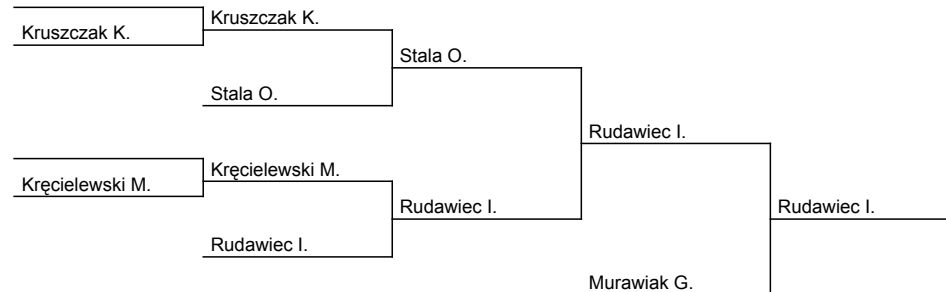 Kruszczak K.
Kruszczak K.
Stala O.
Stala O.
Rudawiec I.
Kręcielewski M.
Kręcielewski M.
Rudawiec I.
Rudawiec I.
Rudawiec I.
Murawiak G.